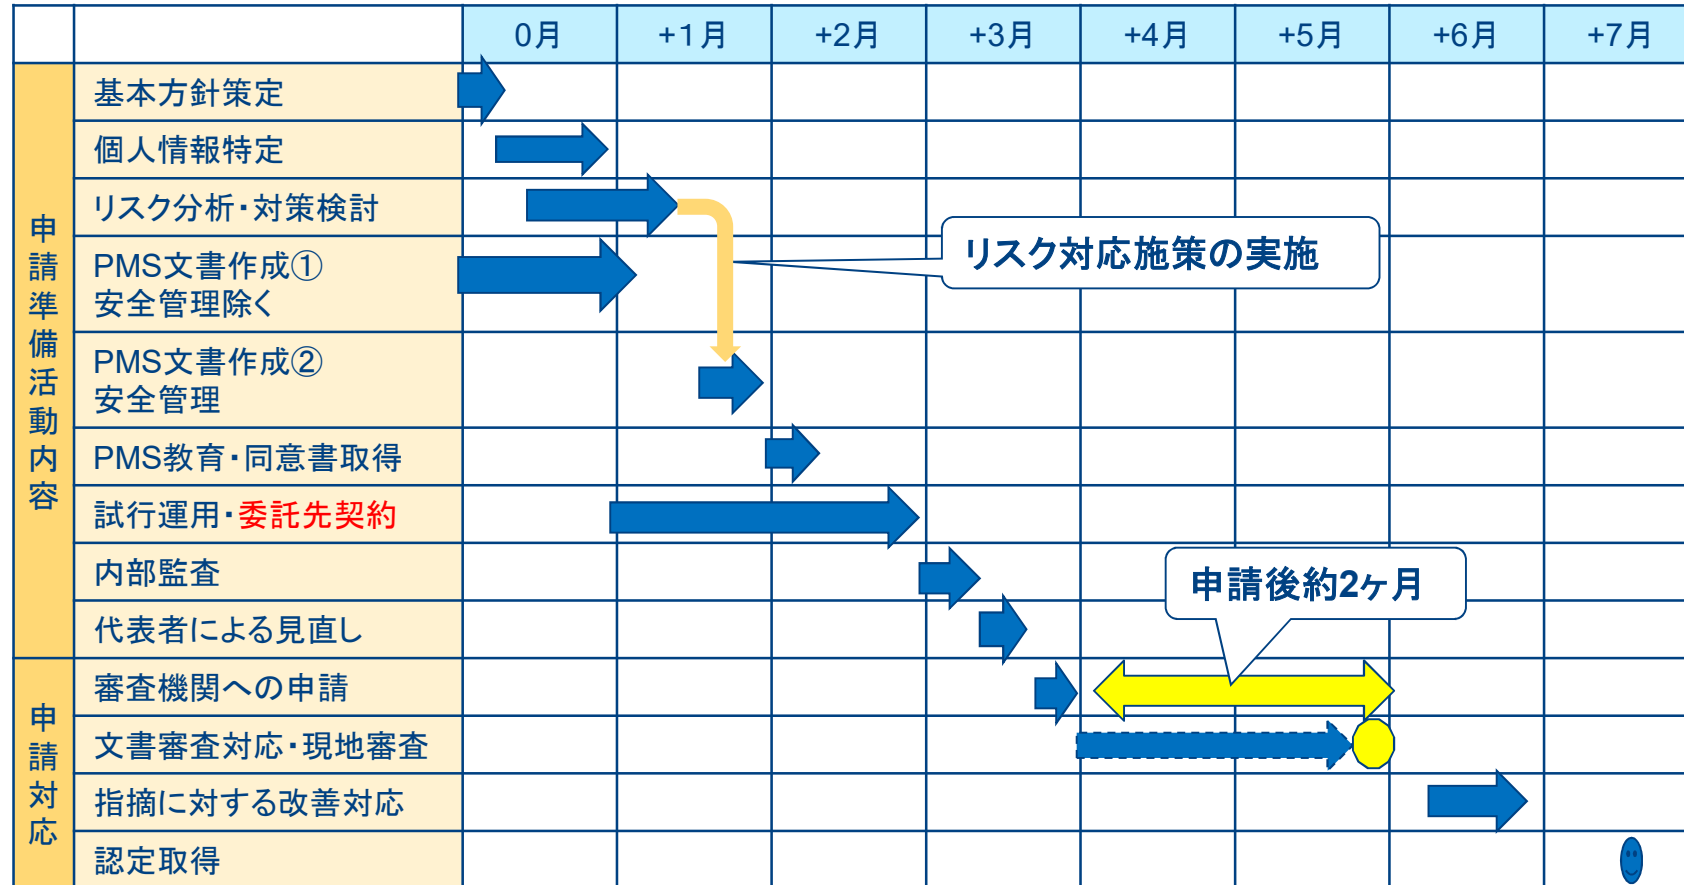 0月 +1月 +2月 +3月 +4月 +5月 +6月 +7月
申請準備活動内容
基本方針策定
個人情報特定
リスク分析・対策検討
リスク対応施策の実施
PMS文書作成①
安全管理除く
PMS文書作成②
安全管理
PMS教育・同意書取得
試行運用・委託先契約
内部監査
申請後約2ヶ月
代表者による見直し
申請対応
審査機関への申請
文書審査対応・現地審査
指摘に対する改善対応
認定取得